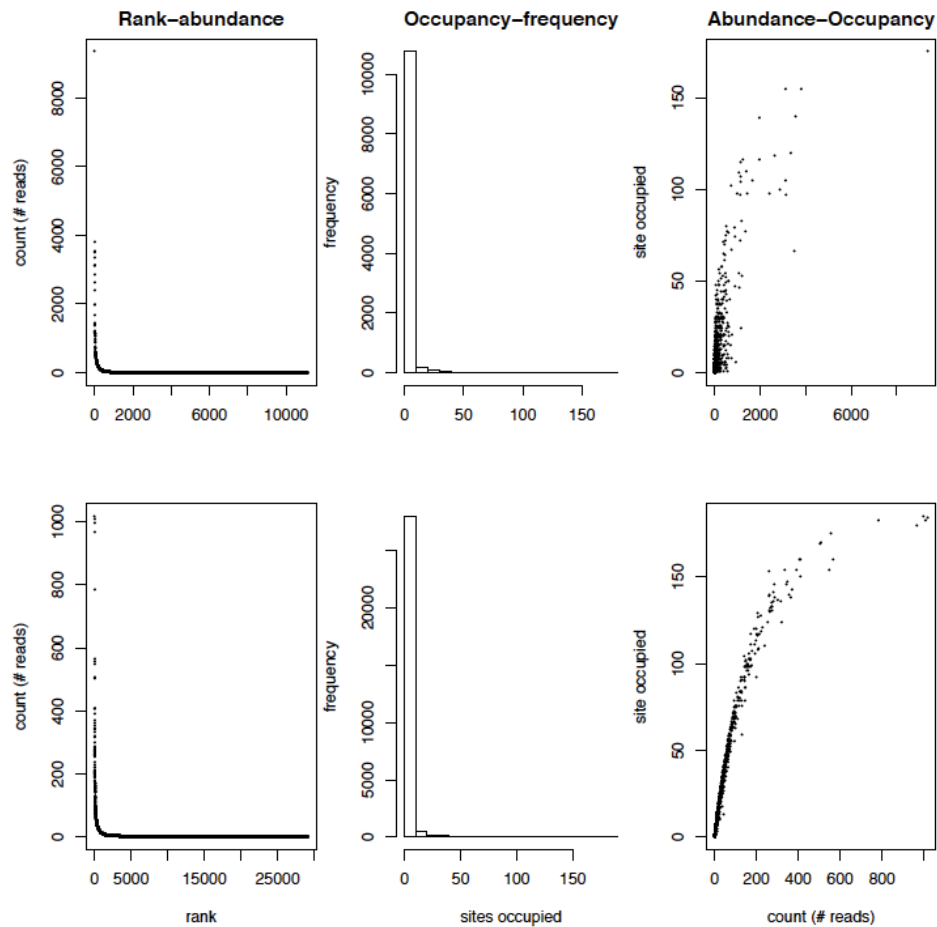 Rank−abundance
Occupancy−frequency
Abundance−Occupancy
count (# reads)
0 2000 4000 6000 8000
0 2000 6000 10000
frequency
0 2000 4000 6000 8000 10000
0 50 100 150
site occupied
0 50 100 150
0 2000 6000
count (# reads)
0 200 400 600 800 1000
0 5000 15000 25000
rank
frequency
0 5000 10000 20000
0 50 100 150
sites occupied
site occupied
0 50 100 150
0 200 400 600 800
count (# reads)